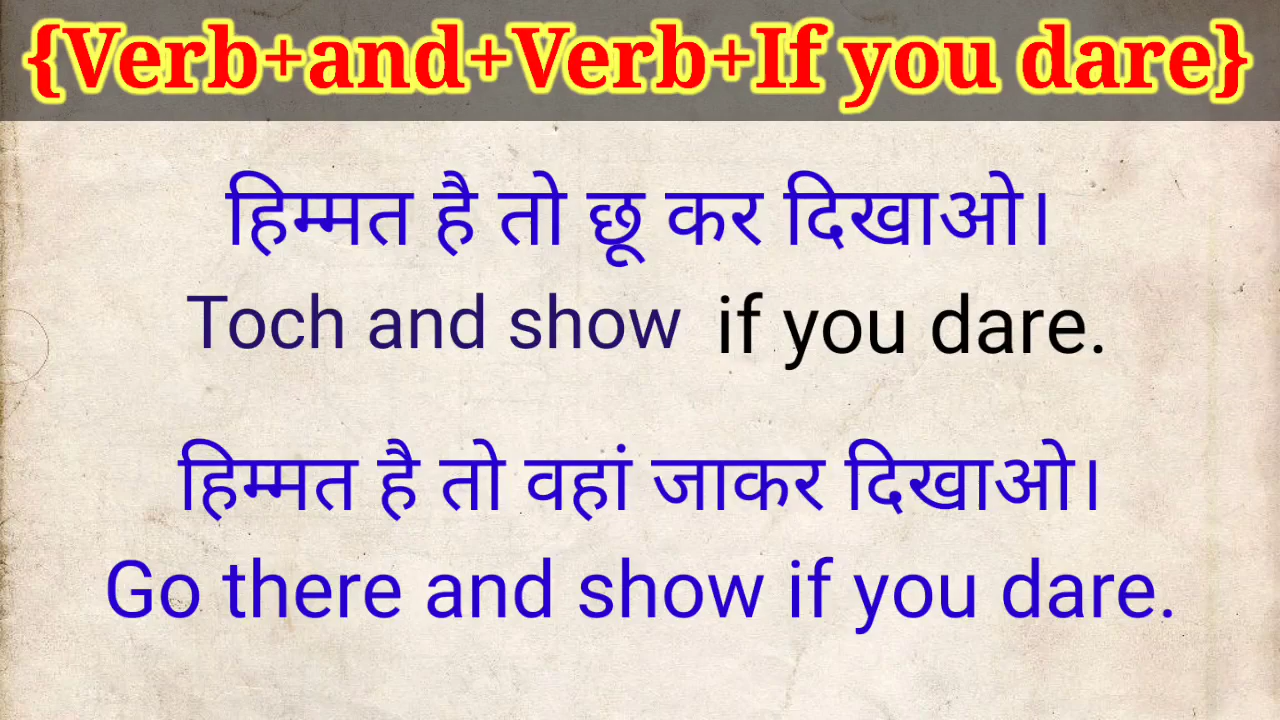 {Verb+and+Verb+If you dare}
हिम्मत है तो छू कर दिखाओ।
Toch and show if you dare.
हिम्मत है तो वहां जाकर दिखाओ।
Go there and show if you dare.